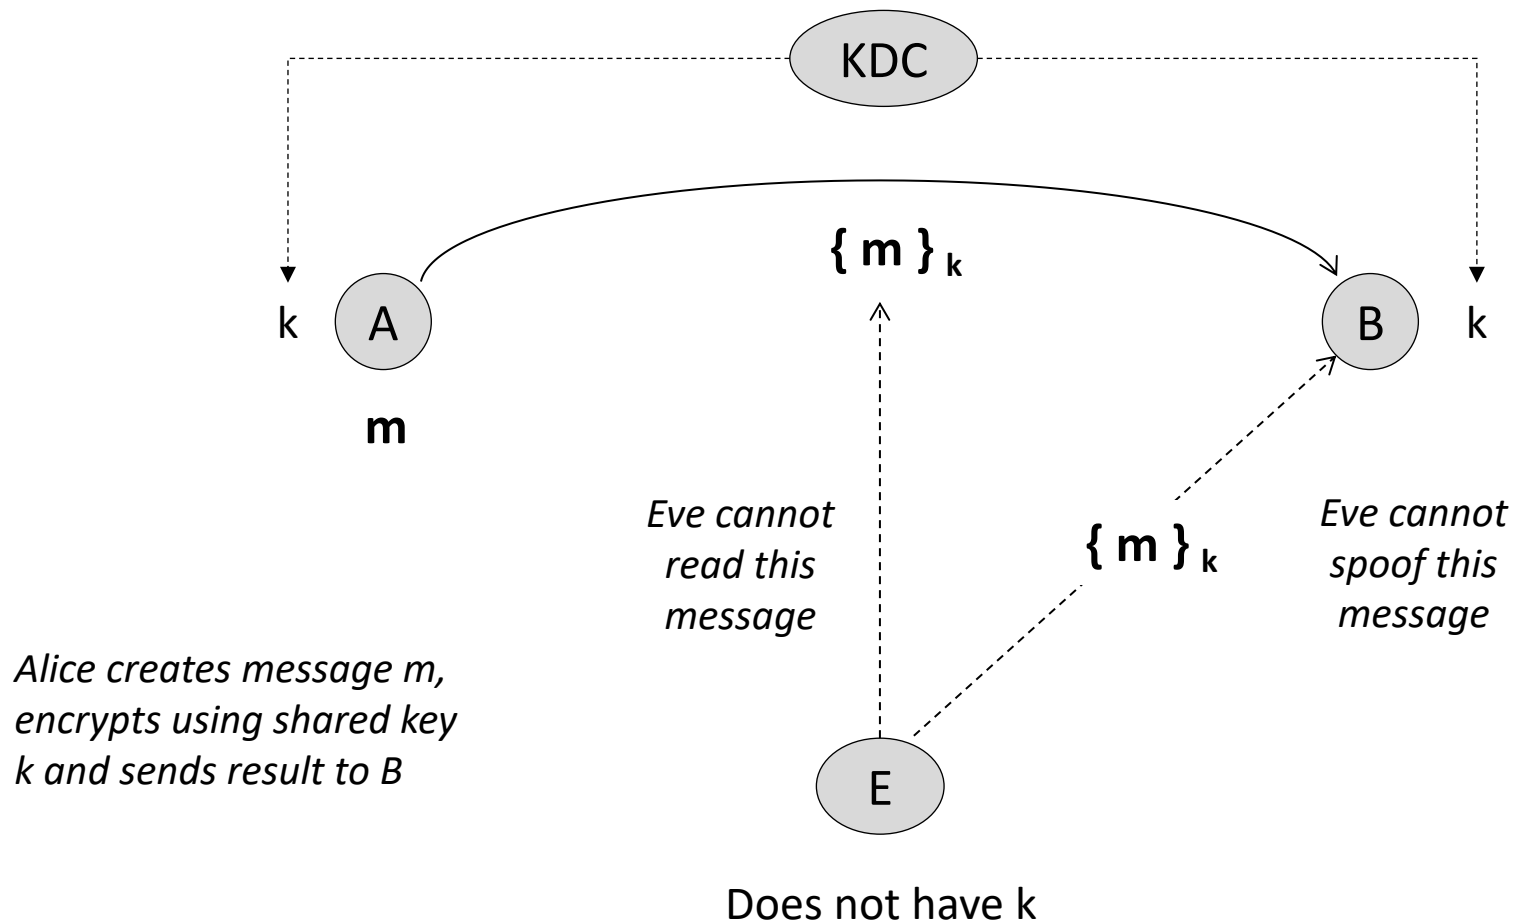 KDC
{ m } k
k
A
B
k
m
Eve cannot
read this
message
{ m } k
Eve cannot
spoof this
message
Alice creates message m,
encrypts using shared key
k and sends result to B
E
Does not have k